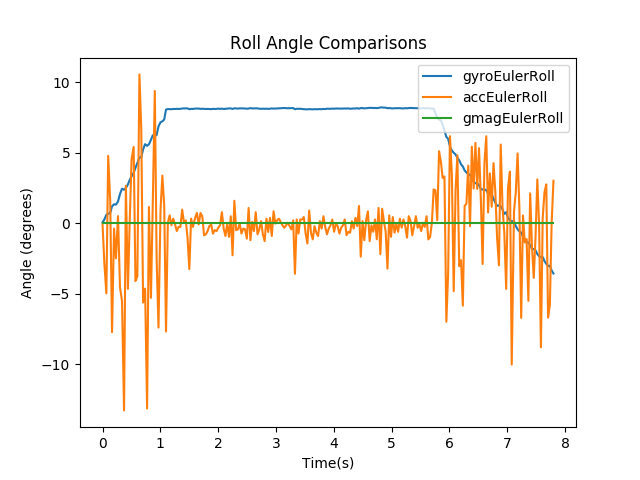 Roll Angle Comparisons
gyroEulerRoll
accEulerRoll
gmagEulerRoll
Angle (degrees)
10
5
0
−5
−10
0 1 2 3 4 5 6 7 8
Time(s)